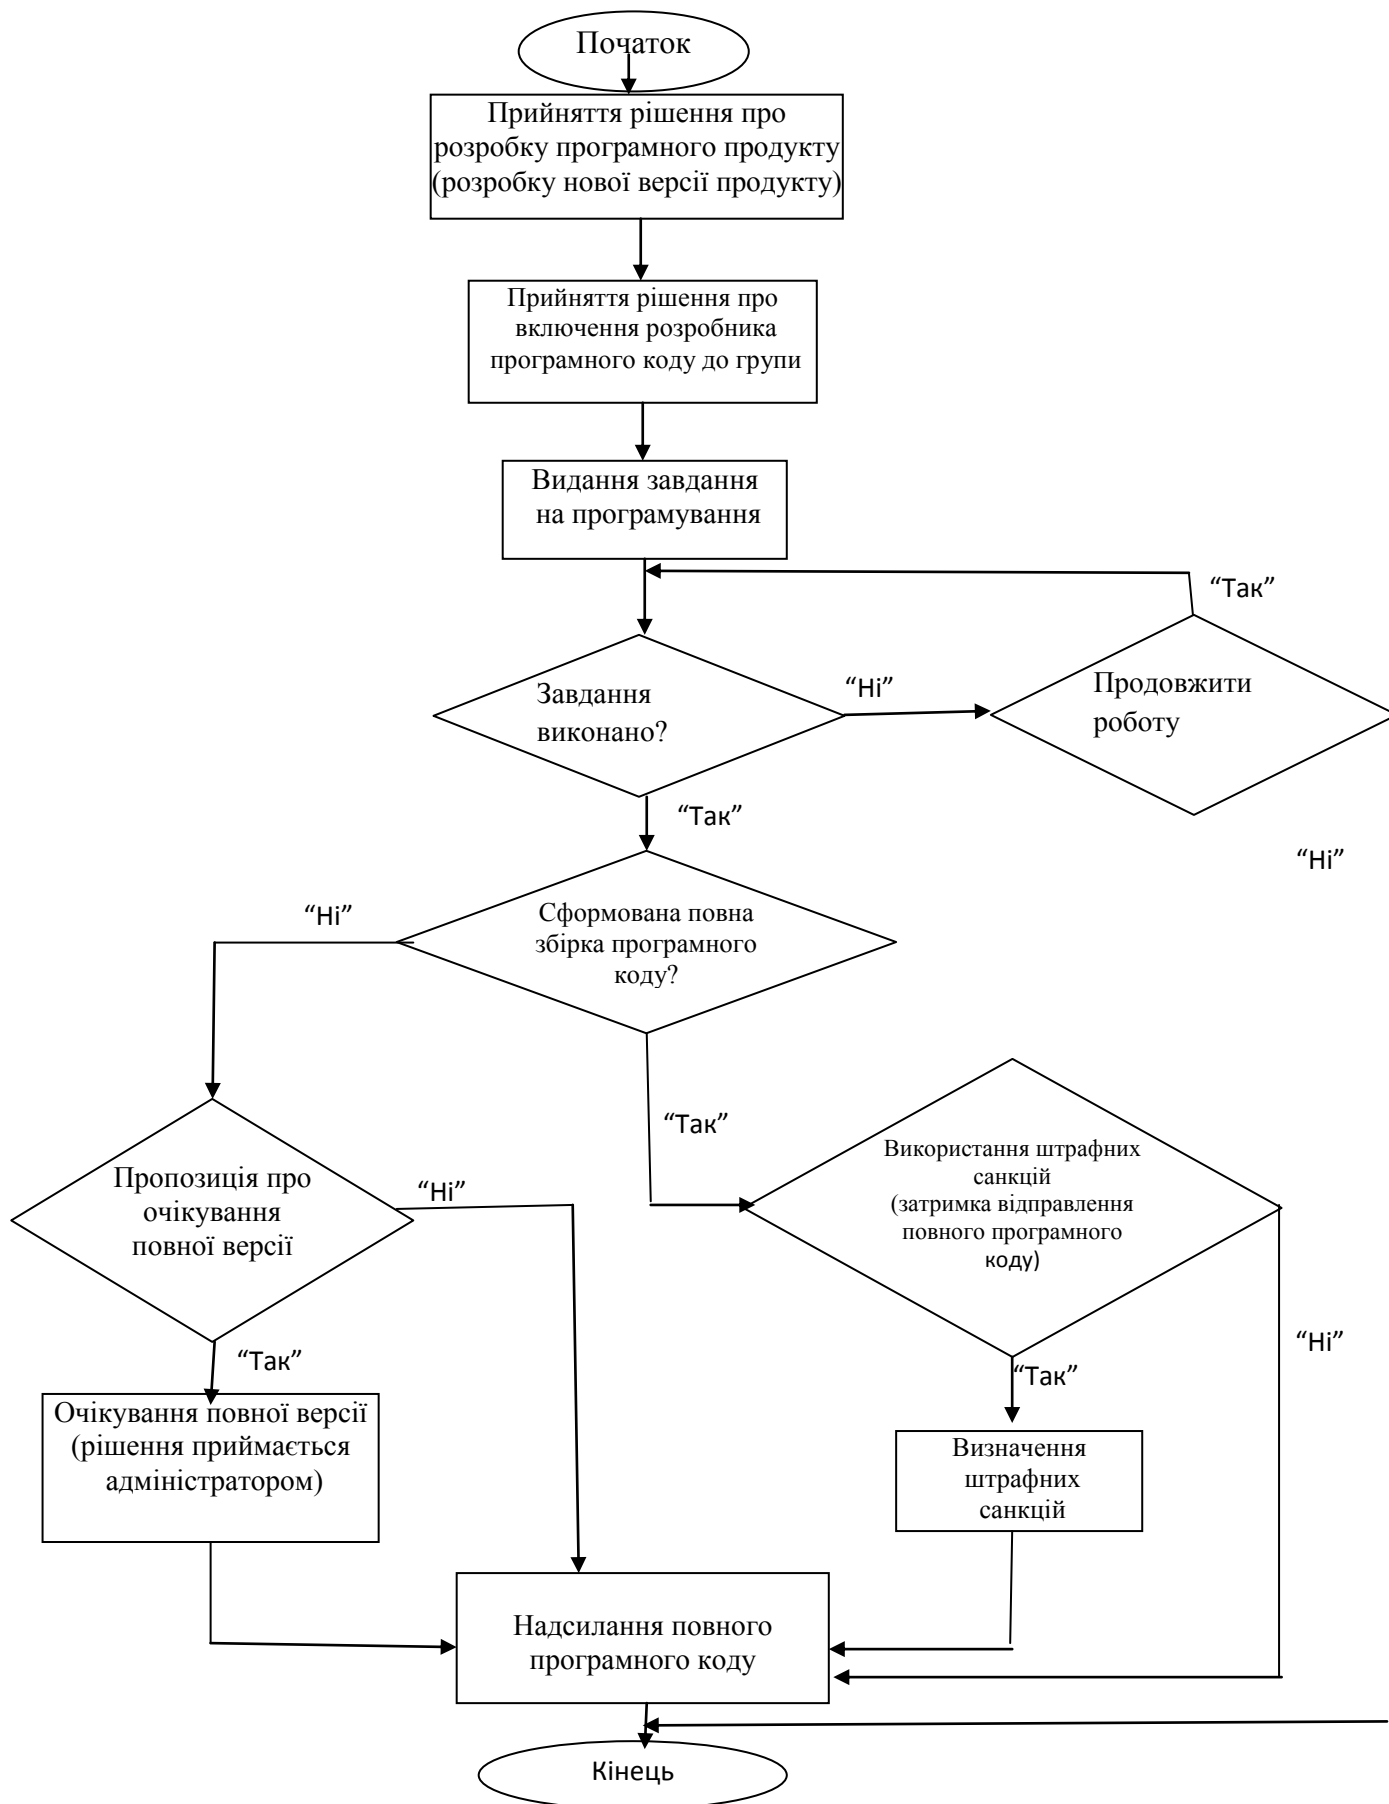 Початок
Прийняття рішення про
розробку програмного продукту
(розробку нової версії продукту)
Прийняття рішення про
включення розробника
програмного коду до групи
Видання завдання
на програмування
“Так”
Завдання
виконано?
“Ні”
Продовжити
роботу
“Так”
“Ні”
“Ні”
Сформована повна
збірка програмного
коду?
“Так”
Пропозиція про
очікування
повної версії
“Ні”
Використання штрафних
санкцій
(затримка відправлення
повного програмного
коду)
“Ні”
“Так”
“Так”
Очікування повної версії
(рішення приймається
адміністратором)
Визначення
штрафних
санкцій
Надсилання повного
програмного коду
Кінець